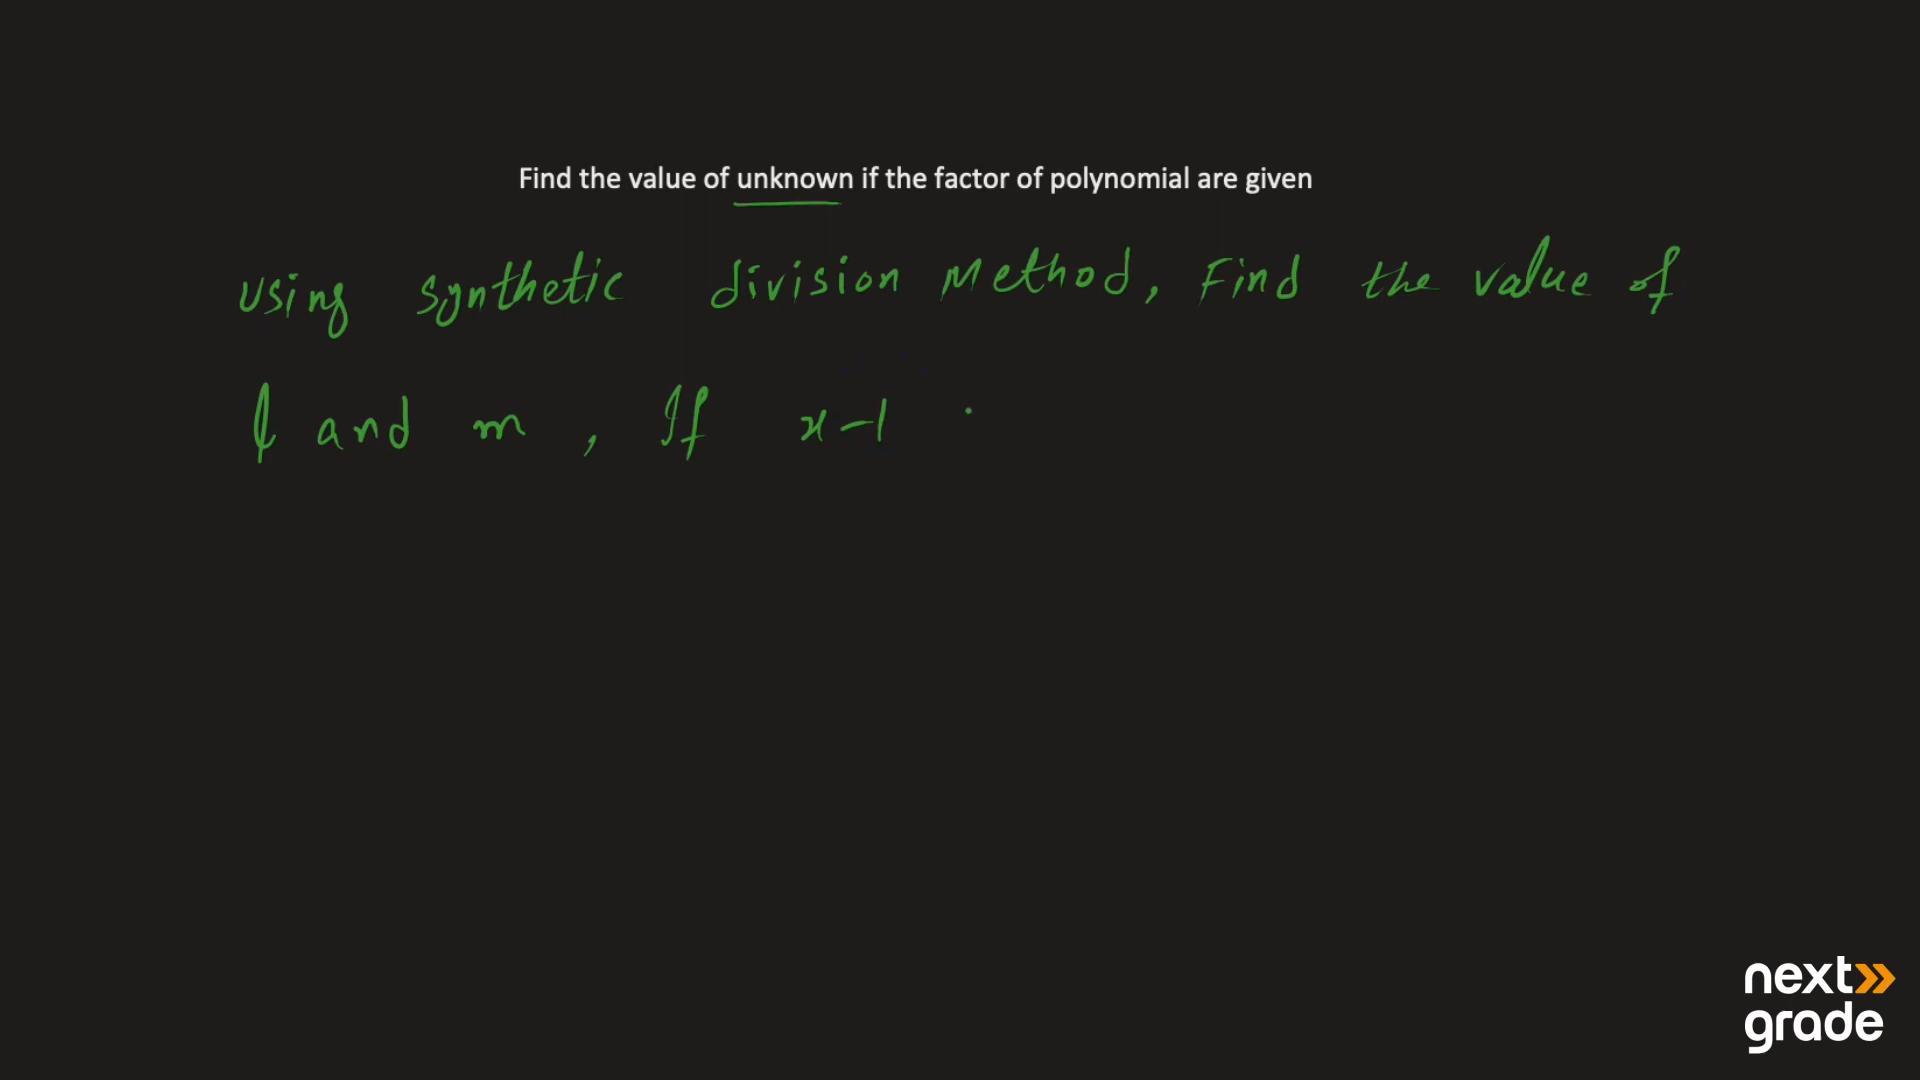 Find the value of unknown if the factor of polynomial are given
Using synthetic division Method, Find the value of
l and m, If x-1
next
grade